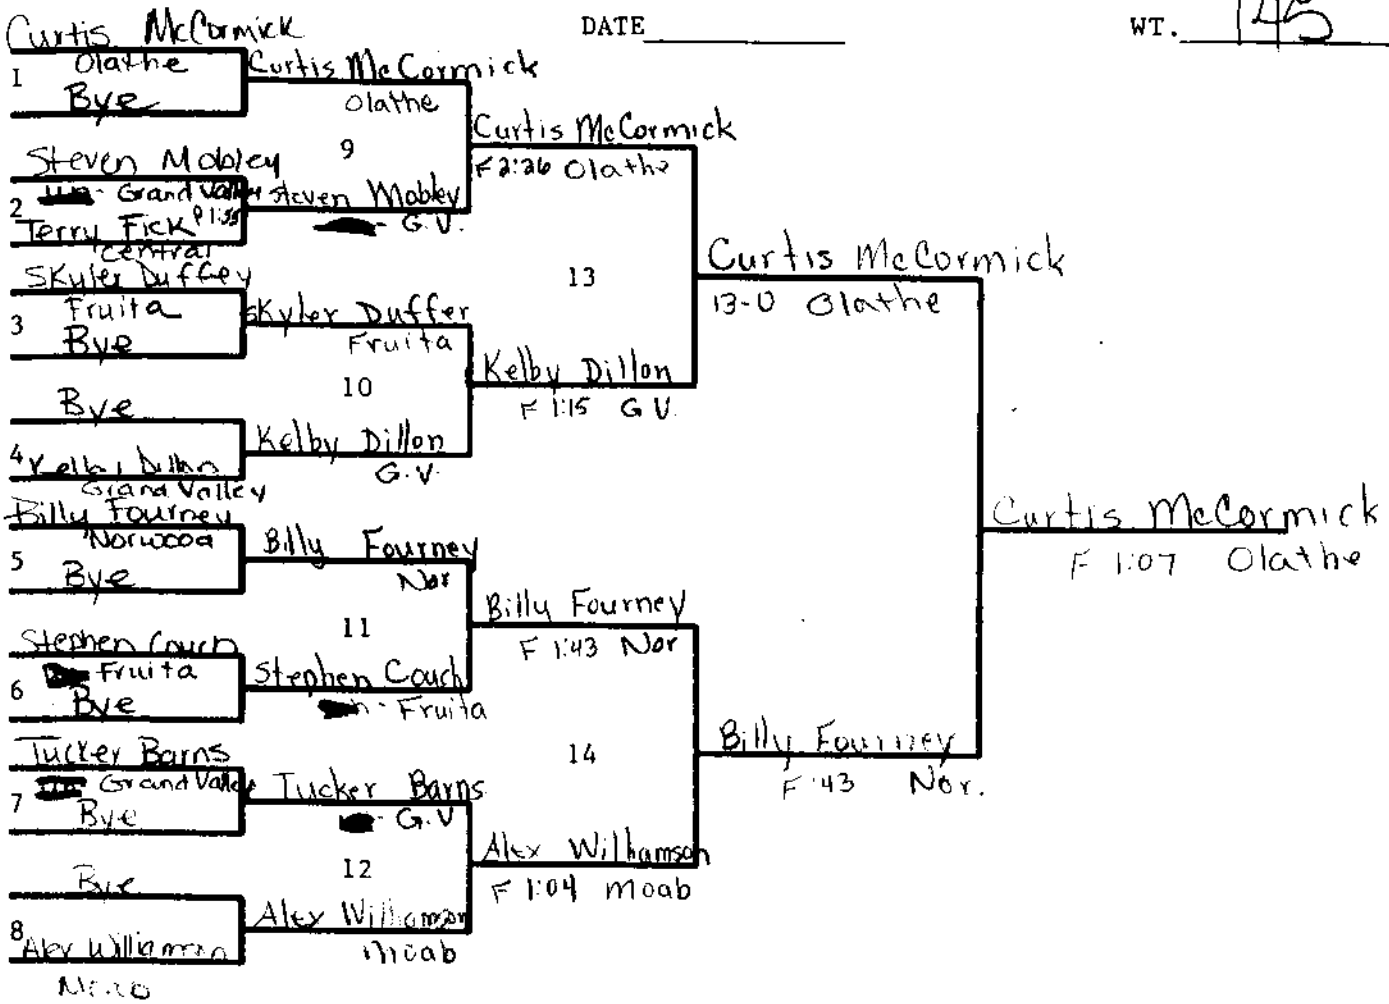 DATE
WT. 145
Curtis McCormick
1 Olathe
Bye
Curtis McCormick
Olathe
9
Steven Mobley
2 Grand Valley
Terry Fick
Central
Steven Mobley
G.V.
Curtis McCormick
F 2:26 Olathe
Skyler Duffey
3 Fruita
Bye
Skyler Duffer
Fruita
10
Bye
4 Kelby Dillon
Grand Valley
Kelby Dillon
G.V.
Kelby Dillon
F 1:15 G V.
13
Curtis McCormick
13-0 Olathe
Billy Fourney
5 Norwood
Bye
Billy Fourney
Nor
11
Stephen Couch
6 Fruita
Bye
Stephen Couch
Fruita
Billy Fourney
F 1:43 Nor
Tucker Barns
7 Grand Valley
Bye
Tucker Barns
G.V
12
Bye
8 Alex Williamson
Alex Williamson
Moab
Alex Williamson
F 1:04 Moab
14
Billy Fourney
F :43 Nor.
Curtis McCormick
F 1:07 Olathe